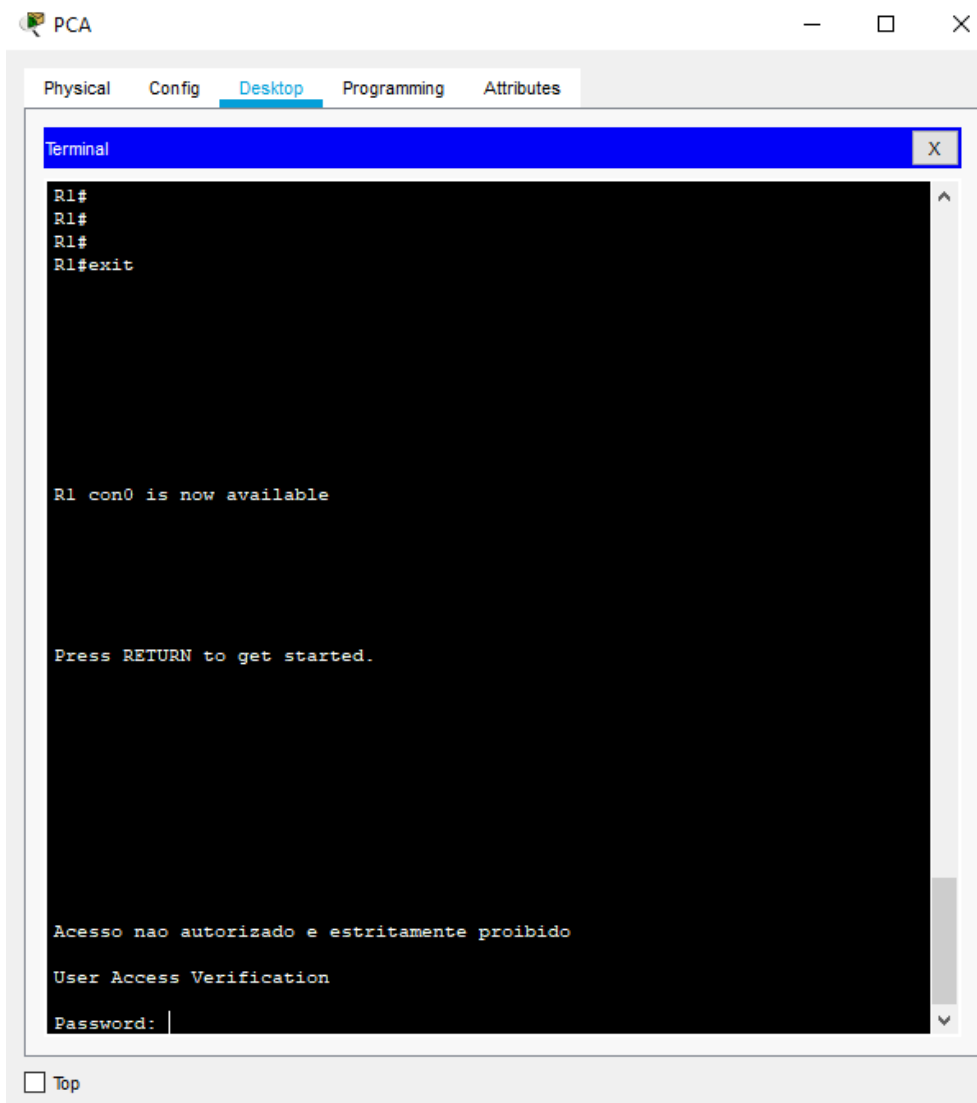 PCA
Physical Config Desktop Programming Attributes
Terminal X
R1#
R1#
R1#
R1#exit
R1 con0 is now available
Press RETURN to get started.
Acesso nao autorizado e estritamente proibido
User Access Verification
Password:
Top